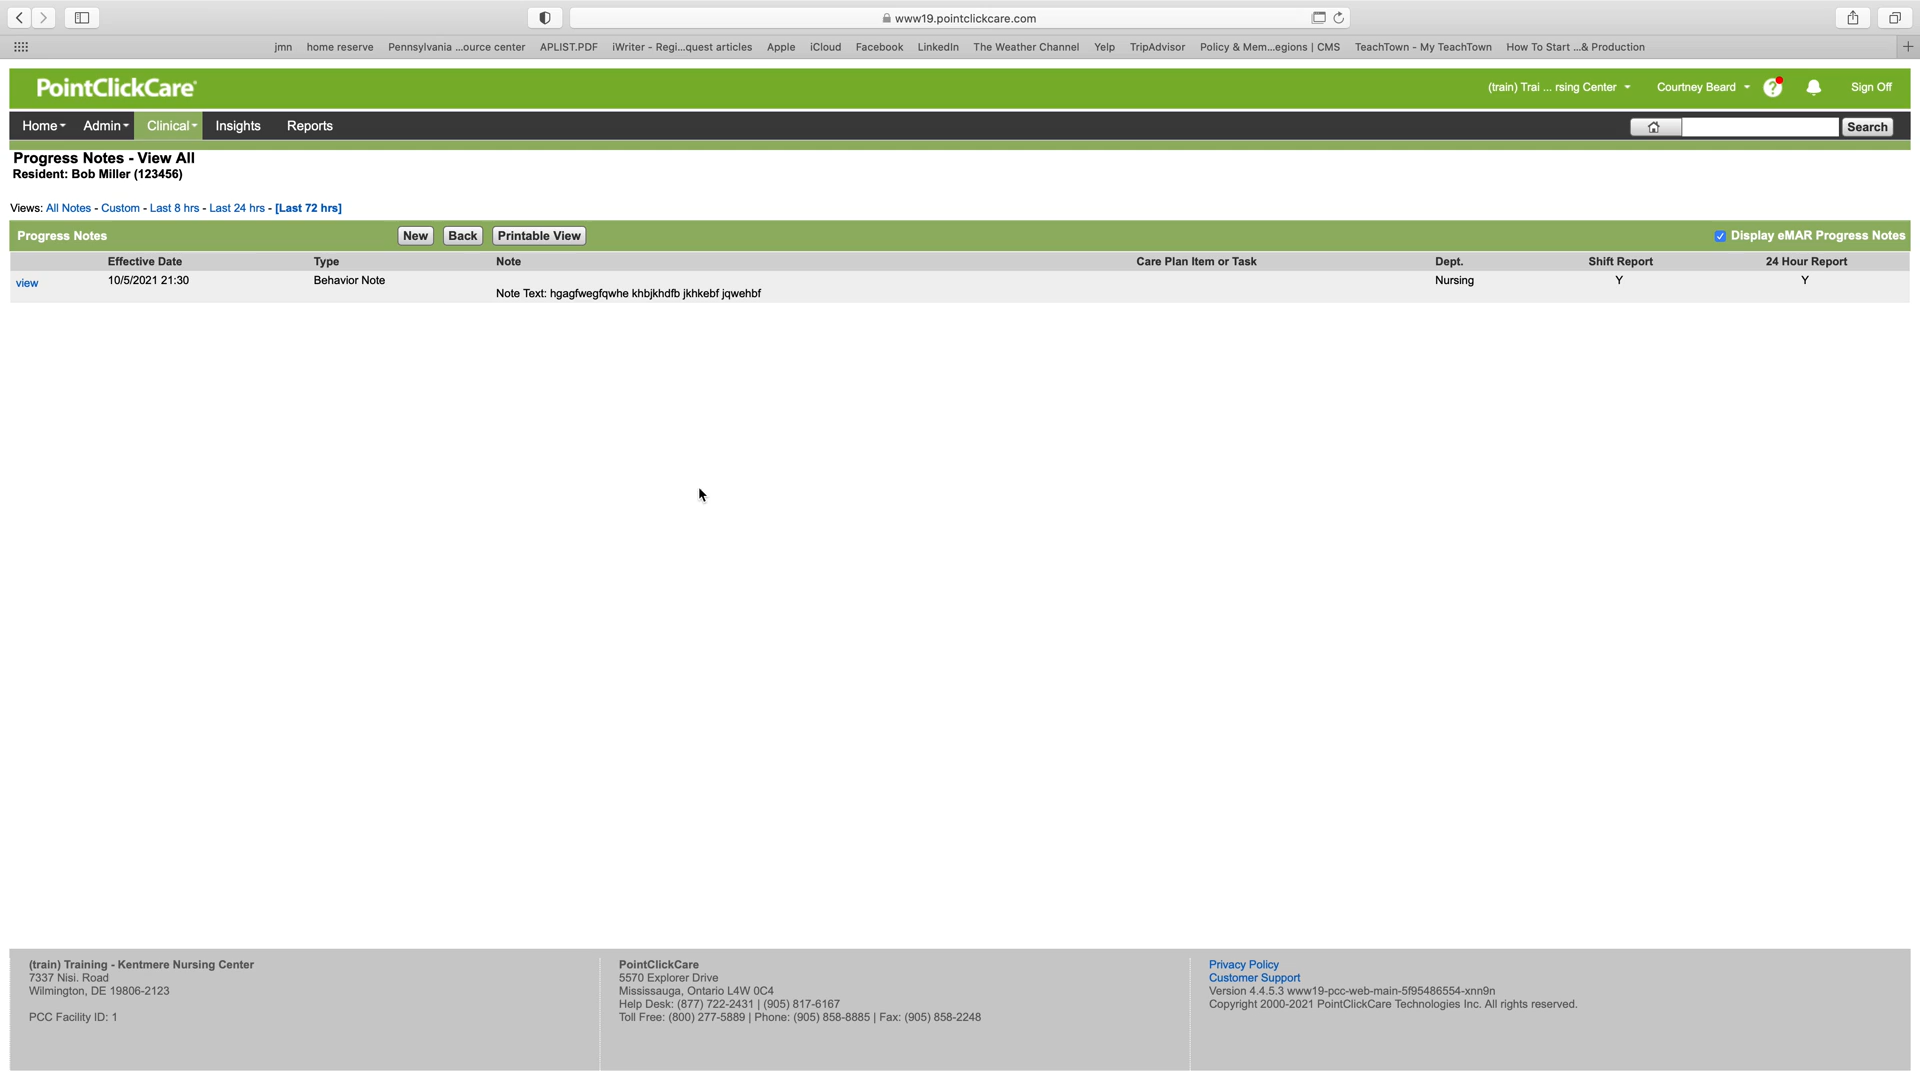 www19.pointclickcare.com
jmn home reserve Pennsylvania ...ource center APLIST.PDF iWriter - Regi...quest articles Apple iCloud Facebook LinkedIn The Weather Channel Yelp TripAdvisor Policy & Mem...egions | CMS TeachTown - My TeachTown How To Start ...& Production
PointClickCare® (train) Trai ... rsing Center Courtney Beard Sign Off
Home Admin Clinical Insights Reports Search
Progress Notes - View All
Resident: Bob Miller (123456)
Views: All Notes - Custom - Last 8 hrs - Last 24 hrs - [Last 72 hrs]
Progress Notes New Back Printable View Display eMAR Progress Notes
Effective Date Type Note Care Plan Item or Task Dept. Shift Report 24 Hour Report
view 10/5/2021 21:30 Behavior Note Nursing Y Y
Note Text: hgagfwegfqwhe khbjkhdfb jkhkebf jqwehbf
(train) Training - Kentmere Nursing Center
7337 Nisi. Road
Wilmington, DE 19806-2123
PCC Facility ID: 1
PointClickCare
5570 Explorer Drive
Mississauga, Ontario L4W 0C4
Help Desk: (877) 722-2431 | (905) 817-6167
Toll Free: (800) 277-5889 | Phone: (905) 858-8885 | Fax: (905) 858-2248
Privacy Policy
Customer Support
Version 4.4.5.3 www19-pcc-web-main-5f95486554-xnn9n
Copyright 2000-2021 PointClickCare Technologies Inc. All rights reserved.